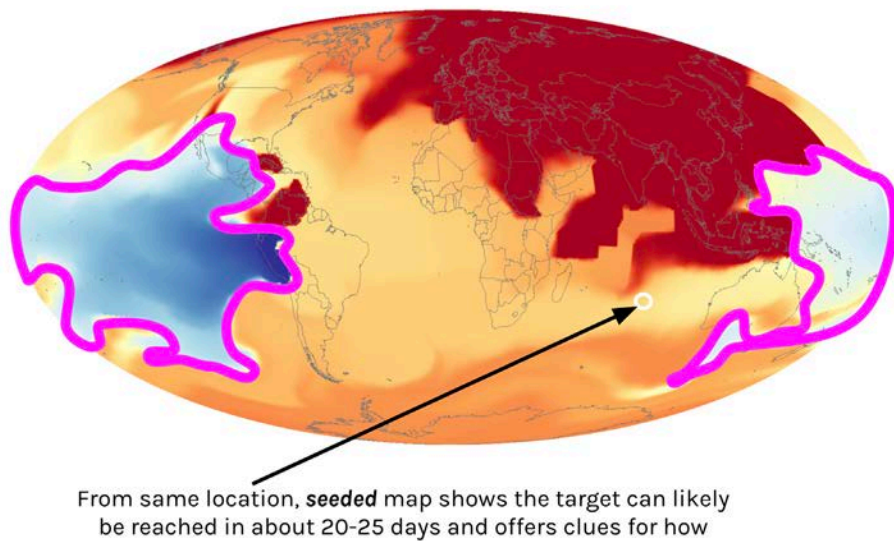 From same location, seeded map shows the target can likely
be reached in about 20-25 days and offers clues for how